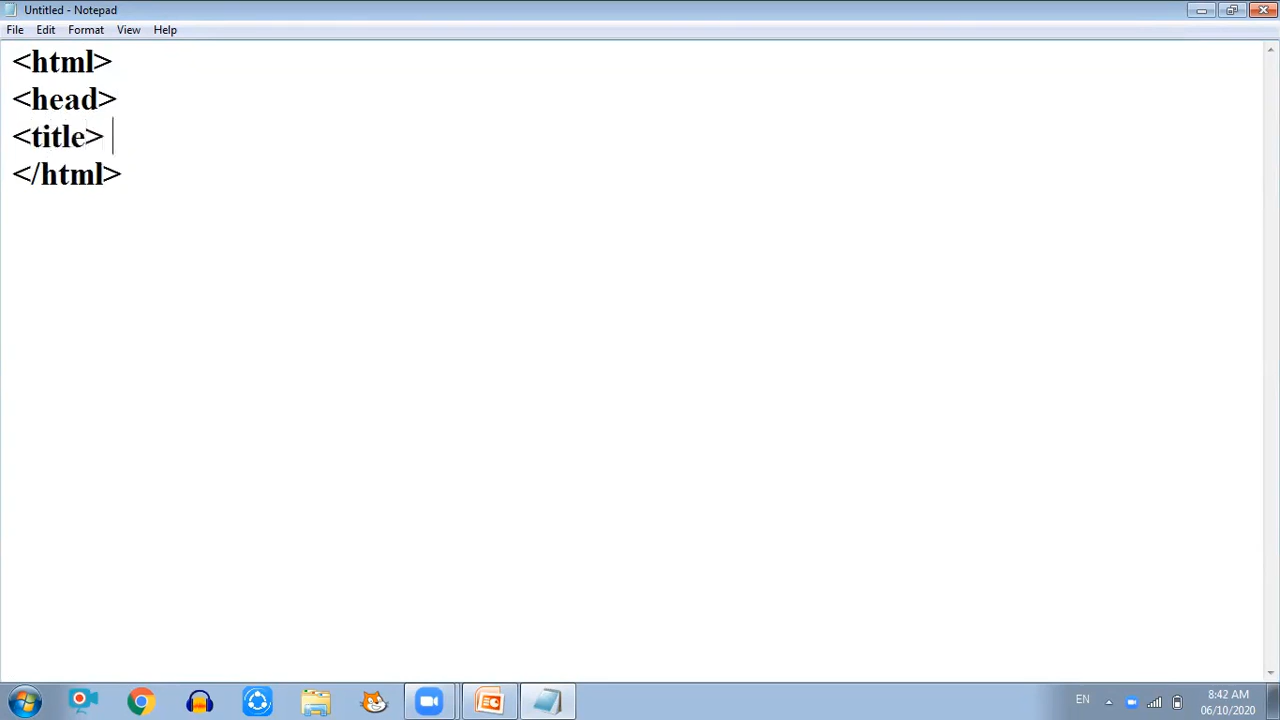 Untitled - Notepad
File Edit Format View Help
<html>
<head>
<title>
</html>
EN
8:42 AM
06/10/2020